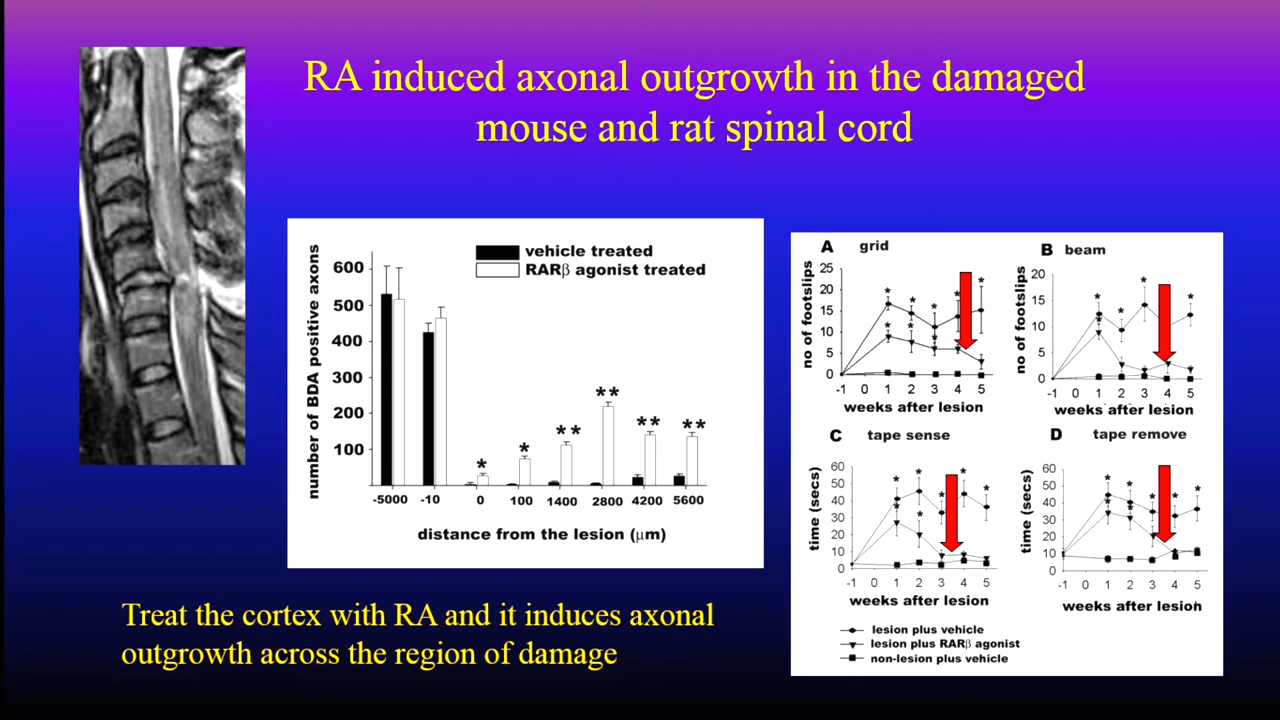 RA induced axonal outgrowth in the damaged
mouse and rat spinal cord
number of BDA positive axons
600
500
400
300
200
100
vehicle treated
RARβ agonist treated
*
*
**
**
**
**
-5000 -10 0 100 1400 2800 4200 5600
distance from the lesion (μm)
A grid
no of footslips
25
20
15
10
5
0
-1 0 1 2 3 4 5
weeks after lesion
B beam
no of footslips
20
15
10
5
0
-1 0 1 2 3 4 5
weeks after lesion
C tape sense
time (secs)
60
50
40
30
20
10
0
-1 0 1 2 3 4 5
weeks after lesion
D tape remove
time (secs)
60
50
40
30
20
10
0
-1 0 1 2 3 4 5
weeks after lesion
lesion plus vehicle
lesion plus RARβ agonist
non-lesion plus vehicle
Treat the cortex with RA and it induces axonal
outgrowth across the region of damage